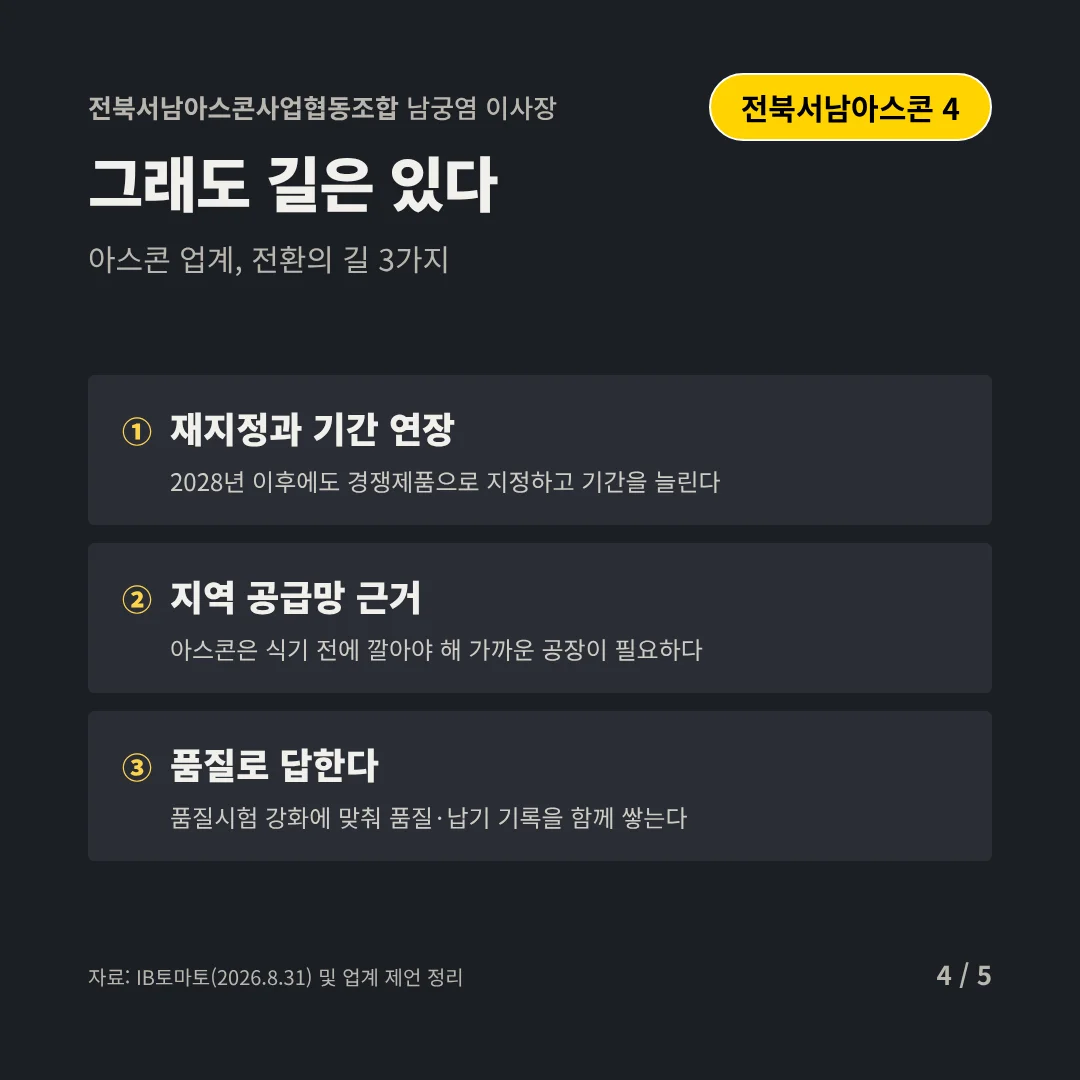 전북서남아스콘사업협동조합 남궁염 이사장
전북서남아스콘 4
그래도 길은 있다
아스콘 업계, 전환의 길 3가지
① 재지정과 기간 연장
2028년 이후에도 경쟁제품으로 지정하고 기간을 늘린다
② 지역 공급망 근거
아스콘은 식기 전에 깔아야 해 가까운 공장이 필요하다
③ 품질로 답한다
품질시험 강화에 맞춰 품질·납기 기록을 함께 쌓는다
자료: IB토마토(2026.8.31) 및 업계 제언 정리
4 / 5